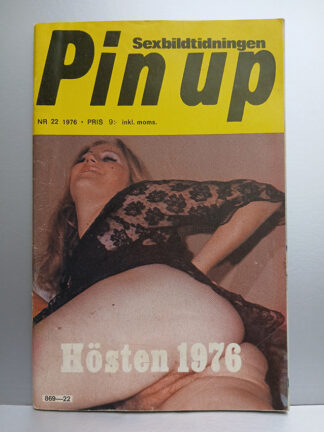 Sexbildtidningen
Pin up
NR 22 1976 • PRIS 9:- inkl. moms.
Hösten 1976
869—22